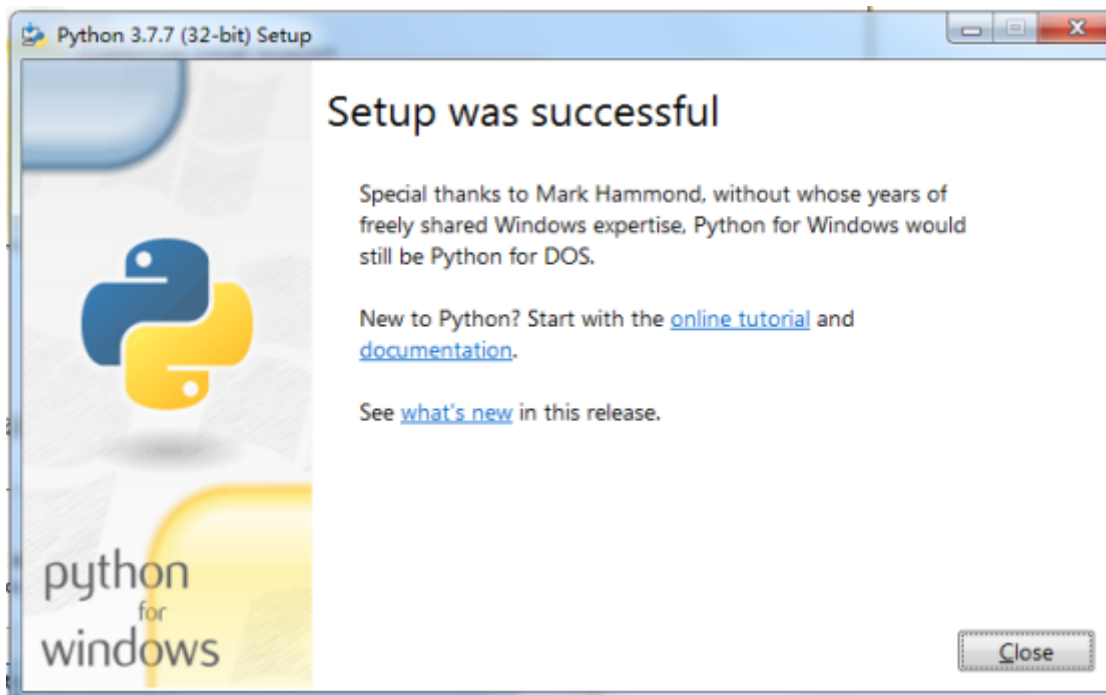 Python 3.7.7 (32-bit) Setup
Setup was successful
Special thanks to Mark Hammond, without whose years of
freely shared Windows expertise, Python for Windows would
still be Python for DOS.
New to Python? Start with the online tutorial and
documentation.
See what's new in this release.
python
for
windows
Close